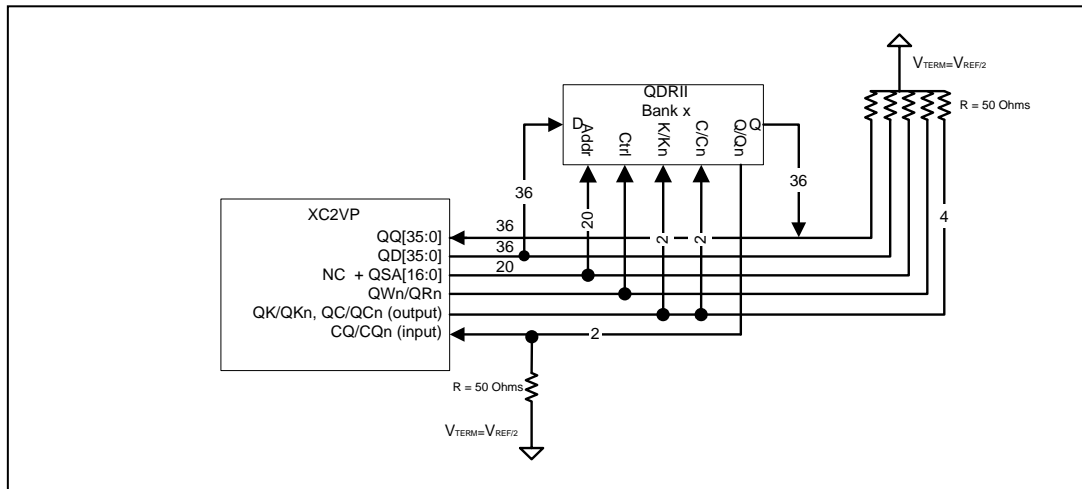 VTERM=VREF/2
QDRII
Bank x
R = 50 Ohms
D
Addr
Ctrl
K/Kn
C/Cn
Q/Qn
Q
36
36
20
2
2
4
XC2VP
QQ[35:0]
36
QD[35:0]
36
NC + QSA[16:0]
20
QWn/QRn
QK/QKn, QC/QCn (output)
CQ/CQn (input)
2
R = 50 Ohms
VTERM=VREF/2